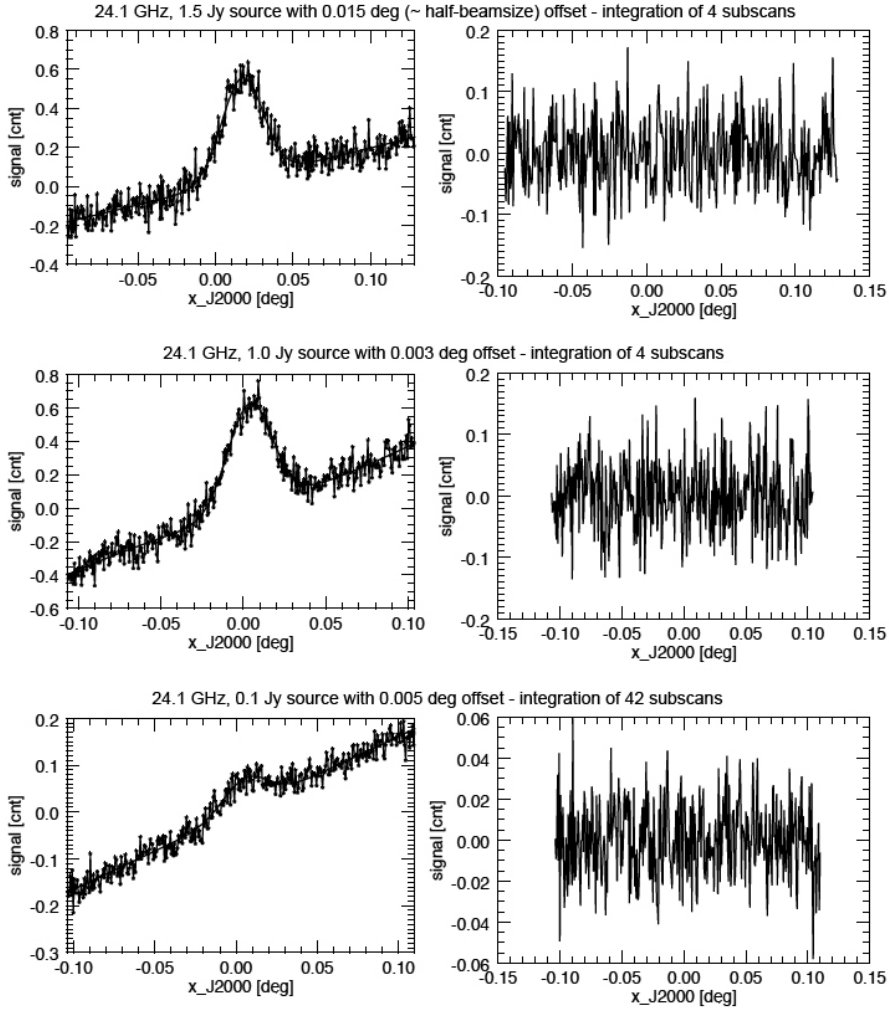 24.1 GHz, 1.5 Jy source with 0.015 deg (~ half-beamsize) offset - integration of 4 subscans
0.8
0.6
0.4
0.2
0.0
-0.2
-0.4
signal [cnt]
-0.05 0.00 0.05 0.10
x_J2000 [deg]
0.2
0.1
0.0
-0.1
-0.2
signal [cnt]
-0.10 -0.05 0.00 0.05 0.10 0.15
x_J2000 [deg]
24.1 GHz, 1.0 Jy source with 0.003 deg offset - integration of 4 subscans
0.8
0.6
0.4
0.2
0.0
-0.2
-0.4
-0.6
signal [cnt]
-0.10 -0.05 0.00 0.05 0.10
x_J2000 [deg]
0.2
0.1
0.0
-0.1
-0.2
signal [cnt]
-0.15 -0.10 -0.05 0.00 0.05 0.10 0.15
x_J2000 [deg]
24.1 GHz, 0.1 Jy source with 0.005 deg offset - integration of 42 subscans
0.2
0.1
0.0
-0.1
-0.2
-0.3
signal [cnt]
-0.10 -0.05 0.00 0.05 0.10
x_J2000 [deg]
0.06
0.04
0.02
0.00
-0.02
-0.04
-0.06
signal [cnt]
-0.15 -0.10 -0.05 0.00 0.05 0.10 0.15
x_J2000 [deg]